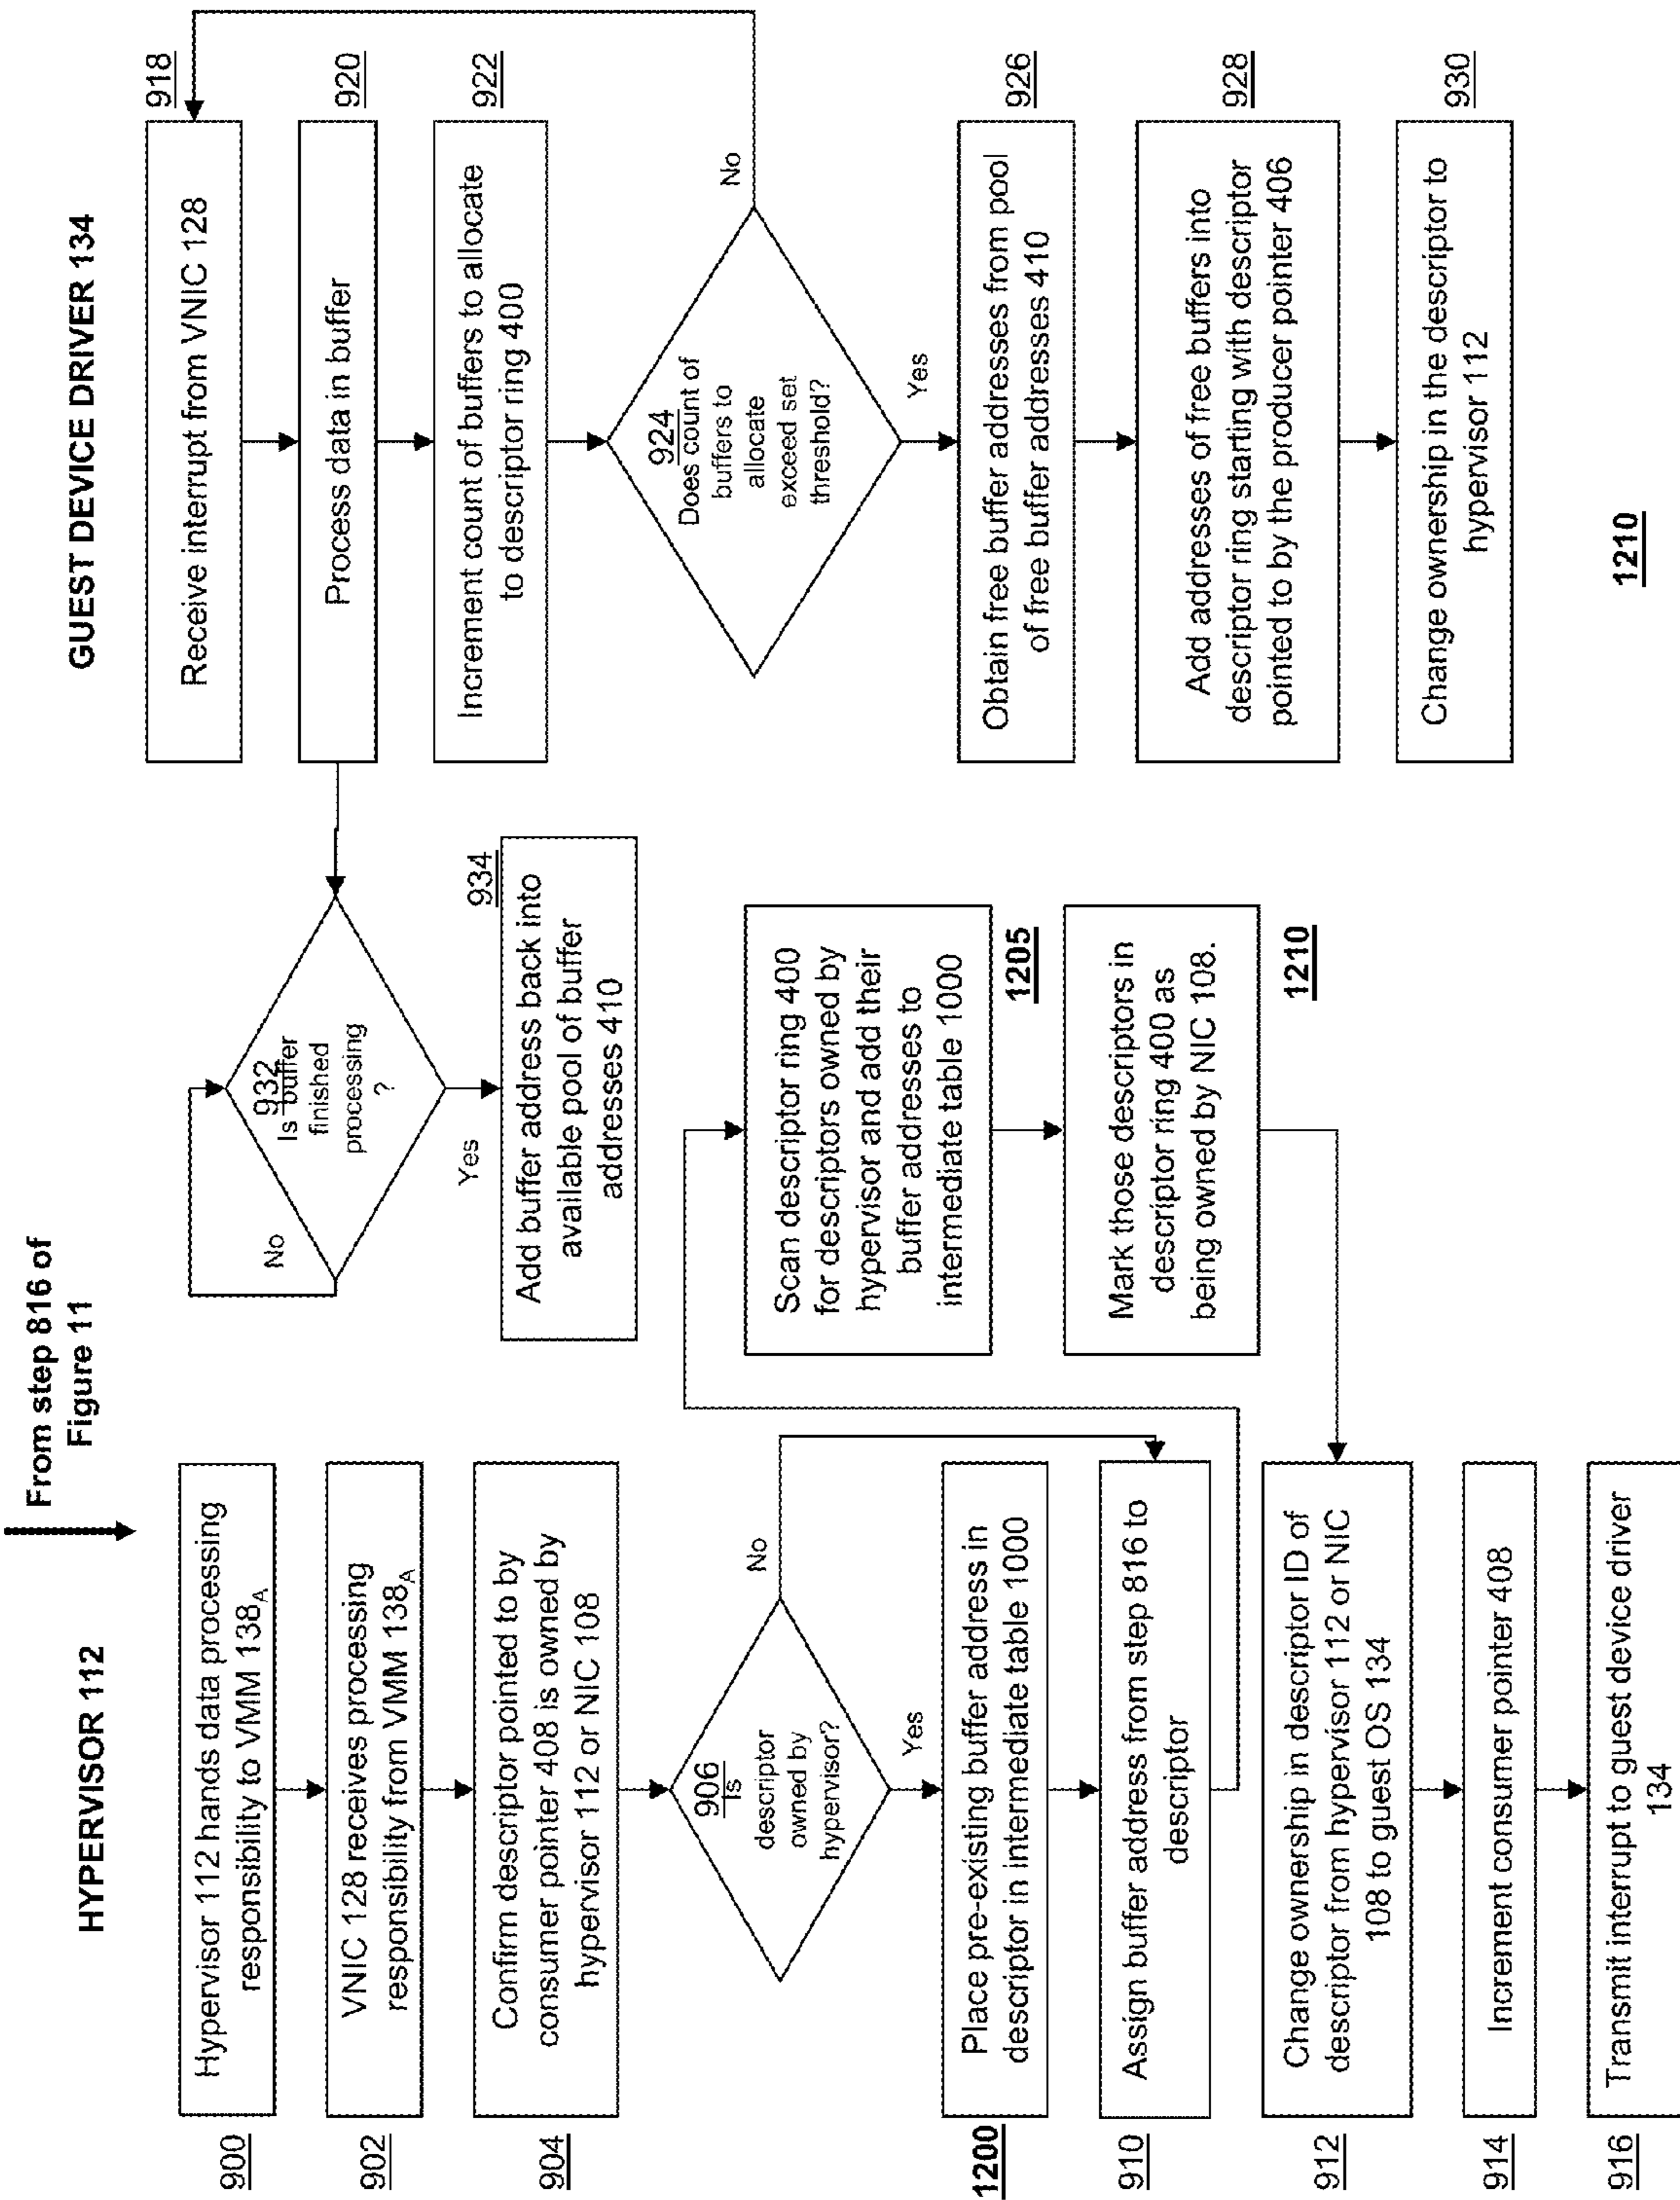 From step 816 of
Figure 11
HYPERVISOR 112
900
Hypervisor 112 hands data processing
responsibility to VMM 138A
902
VNIC 128 receives processing
responsibility from VMM 138A
904
Confirm descriptor pointed to by
consumer pointer 408 is owned by
hypervisor 112 or NIC 108
906
Is
descriptor
owned by
hypervisor?
No
Yes
1200
Place pre-existing buffer address in
descriptor in intermediate table 1000
910
Assign buffer address from step 816 to
descriptor
912
Change ownership in descriptor ID of
descriptor from hypervisor 112 or NIC
108 to guest OS 134
914
Increment consumer pointer 408
916
Transmit interrupt to guest device driver
134
932
Is buffer
finished
processing
?
No
Yes
934
Add buffer address back into
available pool of buffer
addresses 410
Scan descriptor ring 400
for descriptors owned by
hypervisor and add their
buffer addresses to
intermediate table 1000
1205
Mark those descriptors in
descriptor ring 400 as
being owned by NIC 108.
1210
GUEST DEVICE DRIVER 134
Receive interrupt from VNIC 128
918
Process data in buffer
920
Increment count of buffers to allocate
to descriptor ring 400
922
924
Does count of
buffers to
allocate
exceed set
threshold?
No
Yes
Obtain free buffer addresses from pool
of free buffer addresses 410
926
Add addresses of free buffers into
descriptor ring starting with descriptor
pointed to by the producer pointer 406
928
Change ownership in the descriptor to
hypervisor 112
930
1210